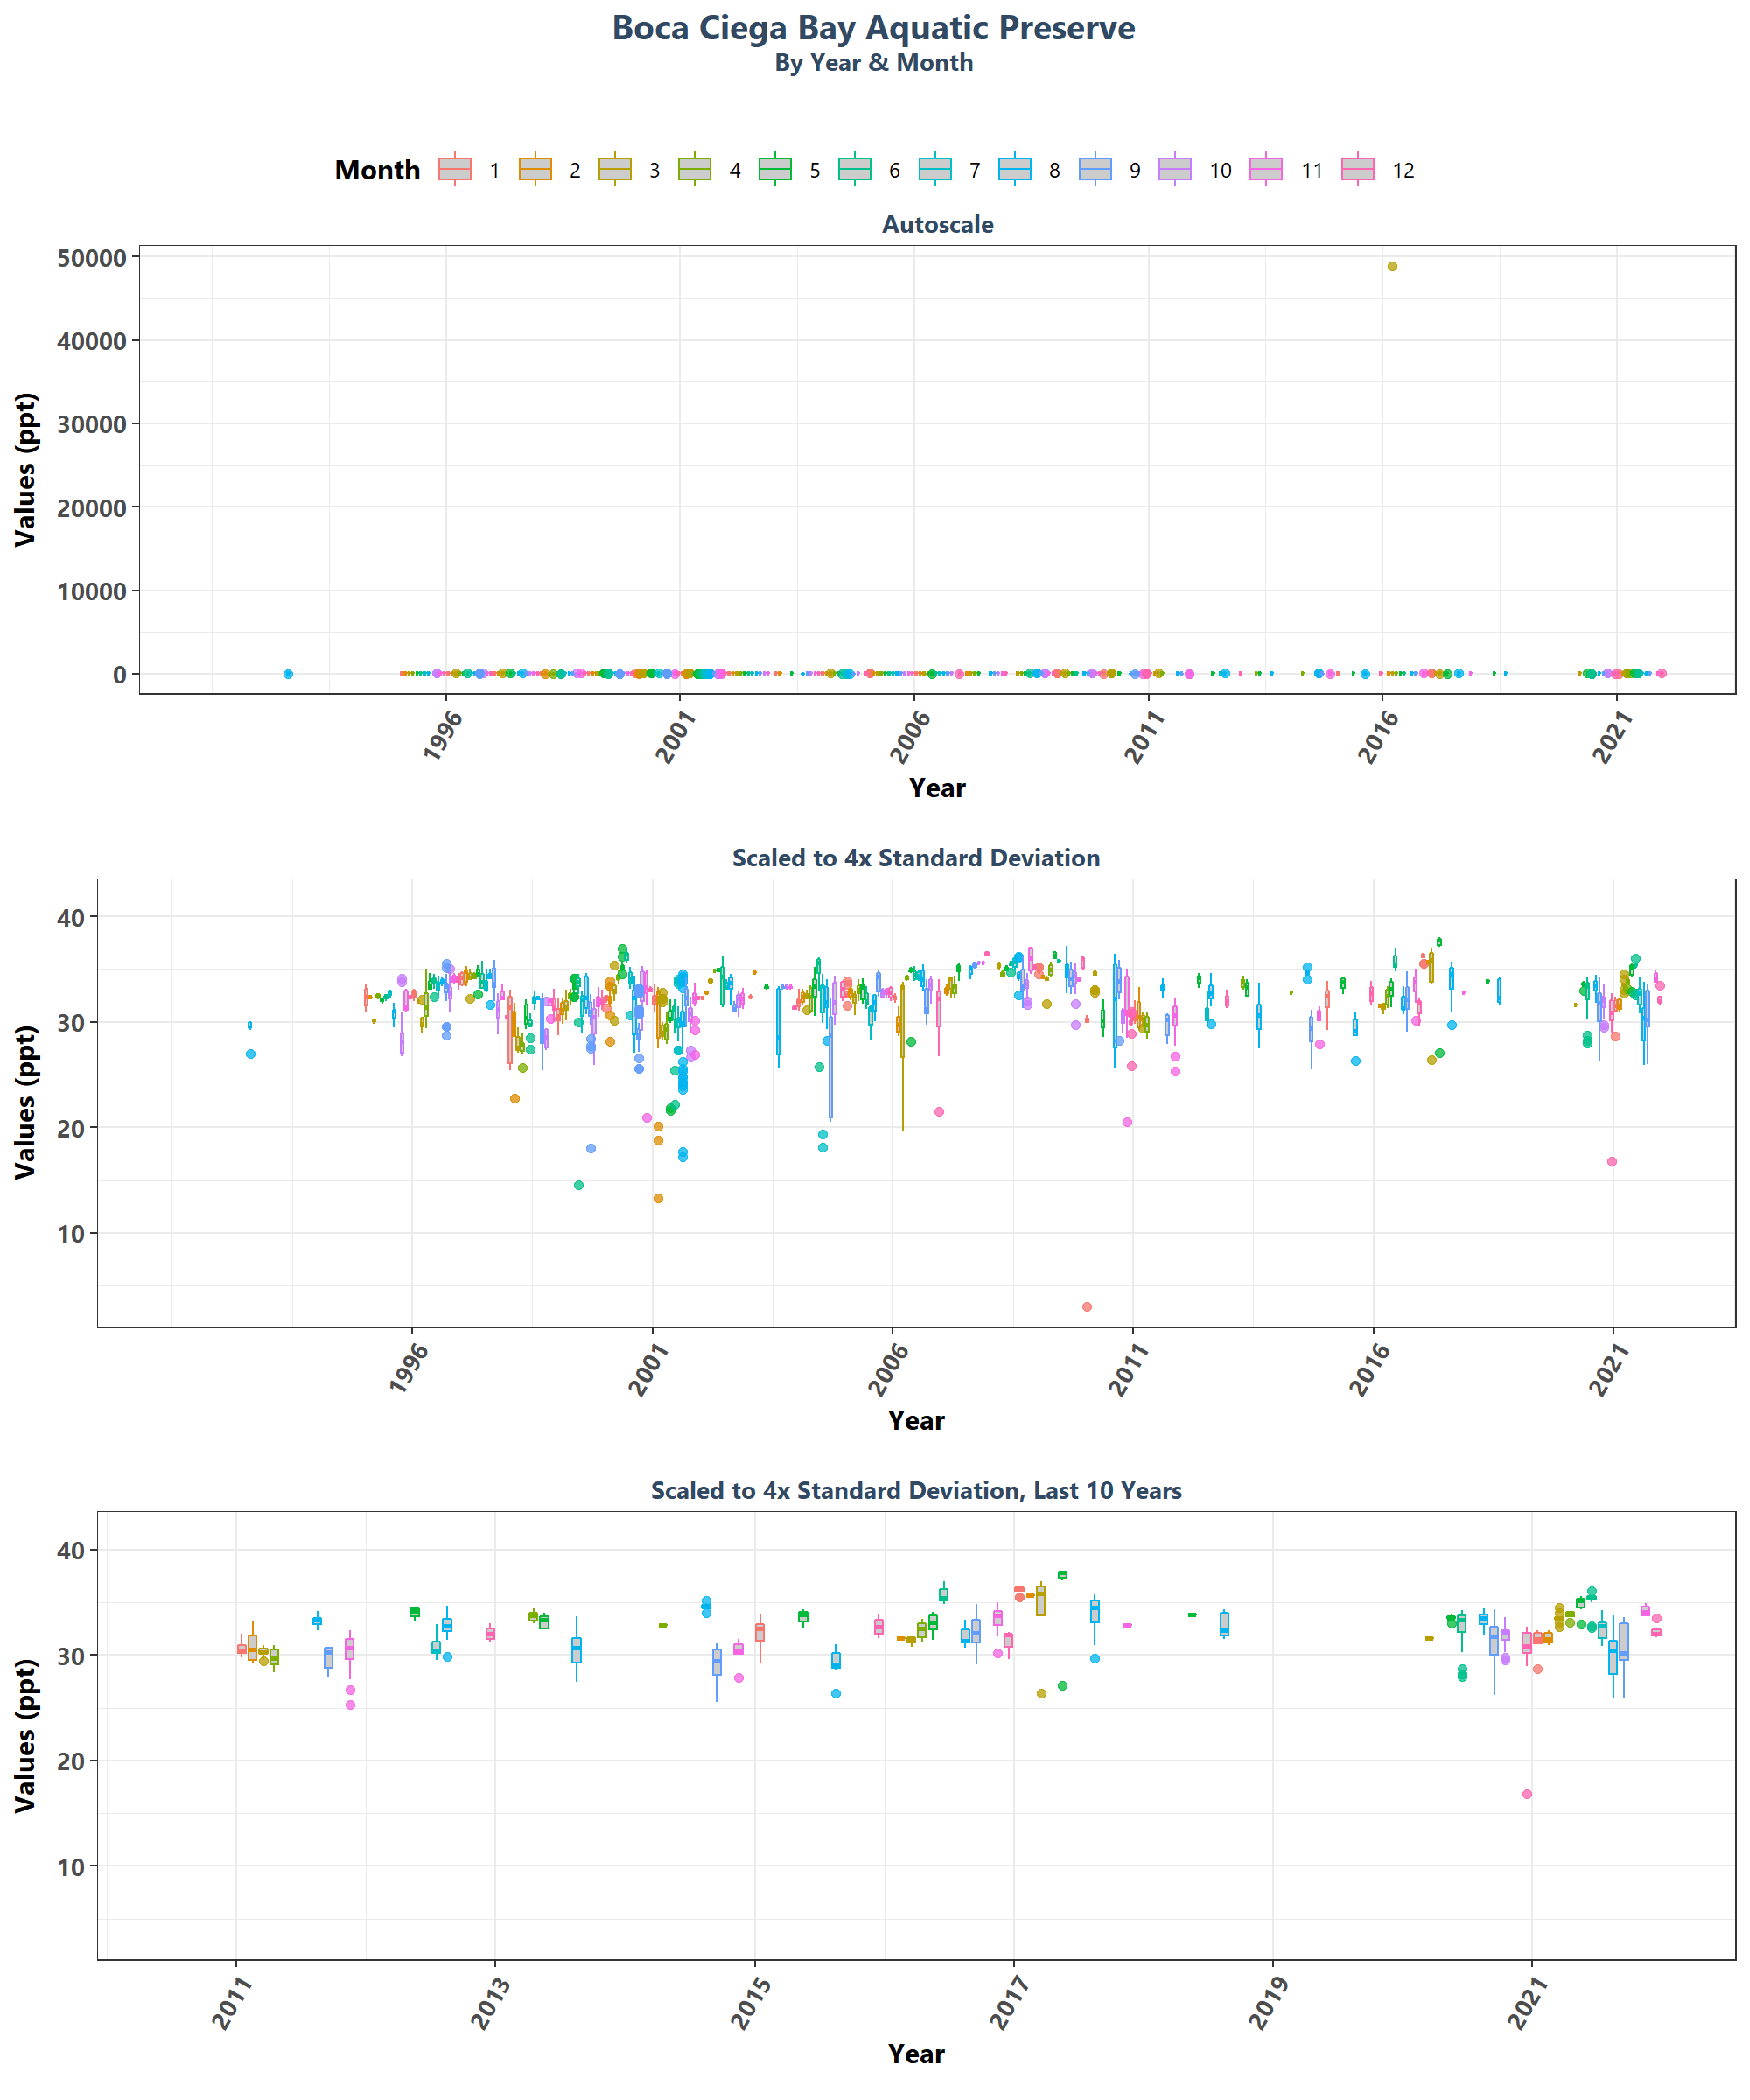 Boca Ciega Bay Aquatic Preserve
By Year & Month
Month 1 2 3 4 5 6 7 8 9 10 11 12
Autoscale
50000
40000
30000
20000
10000
0
Values (ppt)
1996 2001 2006 2011 2016 2021
Year
Scaled to 4x Standard Deviation
40
30
20
10
Values (ppt)
1996 2001 2006 2011 2016 2021
Year
Scaled to 4x Standard Deviation, Last 10 Years
40
30
20
10
Values (ppt)
2011 2013 2015 2017 2019 2021
Year